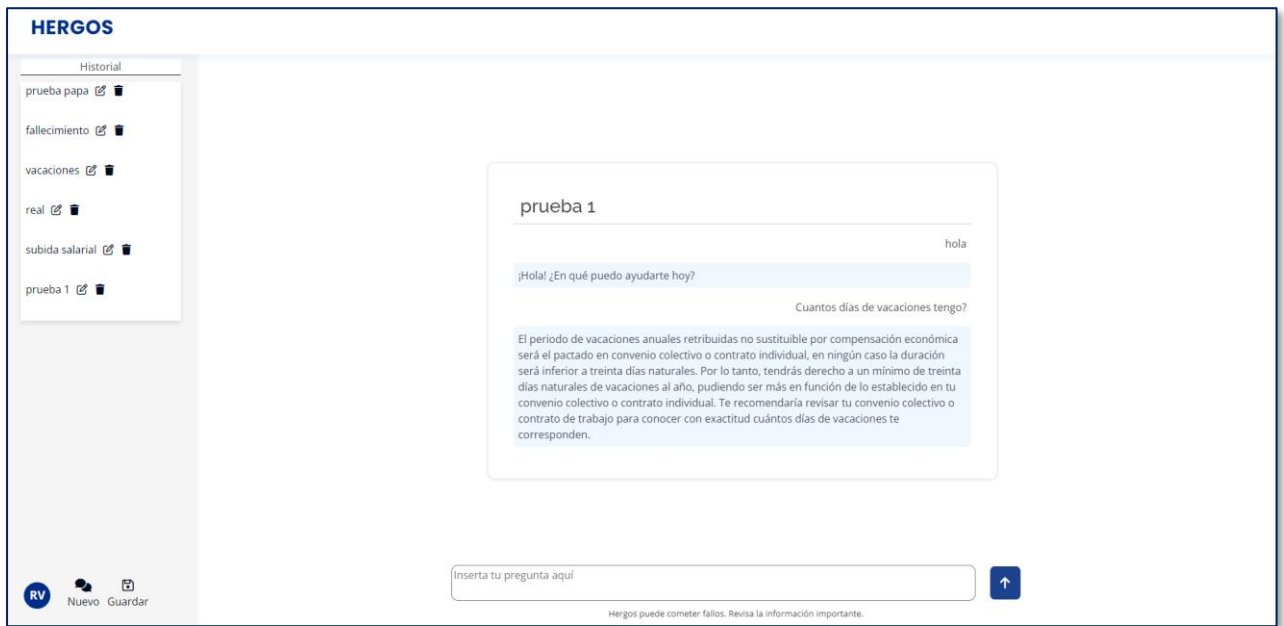 HERGOS
Historial
prueba papa
fallecimiento
vacaciones
real
subida salarial
prueba 1
prueba 1
hola
¡Hola! ¿En qué puedo ayudarte hoy?
Cuantos días de vacaciones tengo?
El periodo de vacaciones anuales retribuidas no sustituible por compensación económica
será el pactado en convenio colectivo o contrato individual, en ningún caso la duración
será inferior a treinta días naturales. Por lo tanto, tendrás derecho a un mínimo de treinta
días naturales de vacaciones al año, pudiendo ser más en función de lo establecido en tu
convenio colectivo o contrato individual. Te recomendaría revisar tu convenio colectivo o
contrato de trabajo para conocer con exactitud cuántos días de vacaciones te
corresponden.
Inserta tu pregunta aquí
Hergos puede cometer fallos. Revisa la información importante.
RV
Nuevo Guardar